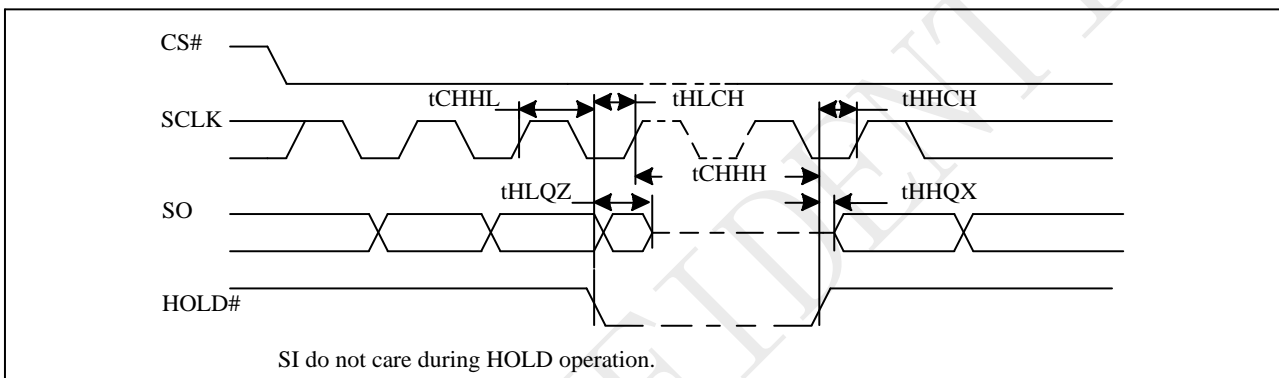 CS#
tCHHL
tHLCH
tHHCH
SCLK
tCHHH
tHLQZ
tHHQX
SO
HOLD#
SI do not care during HOLD operation.